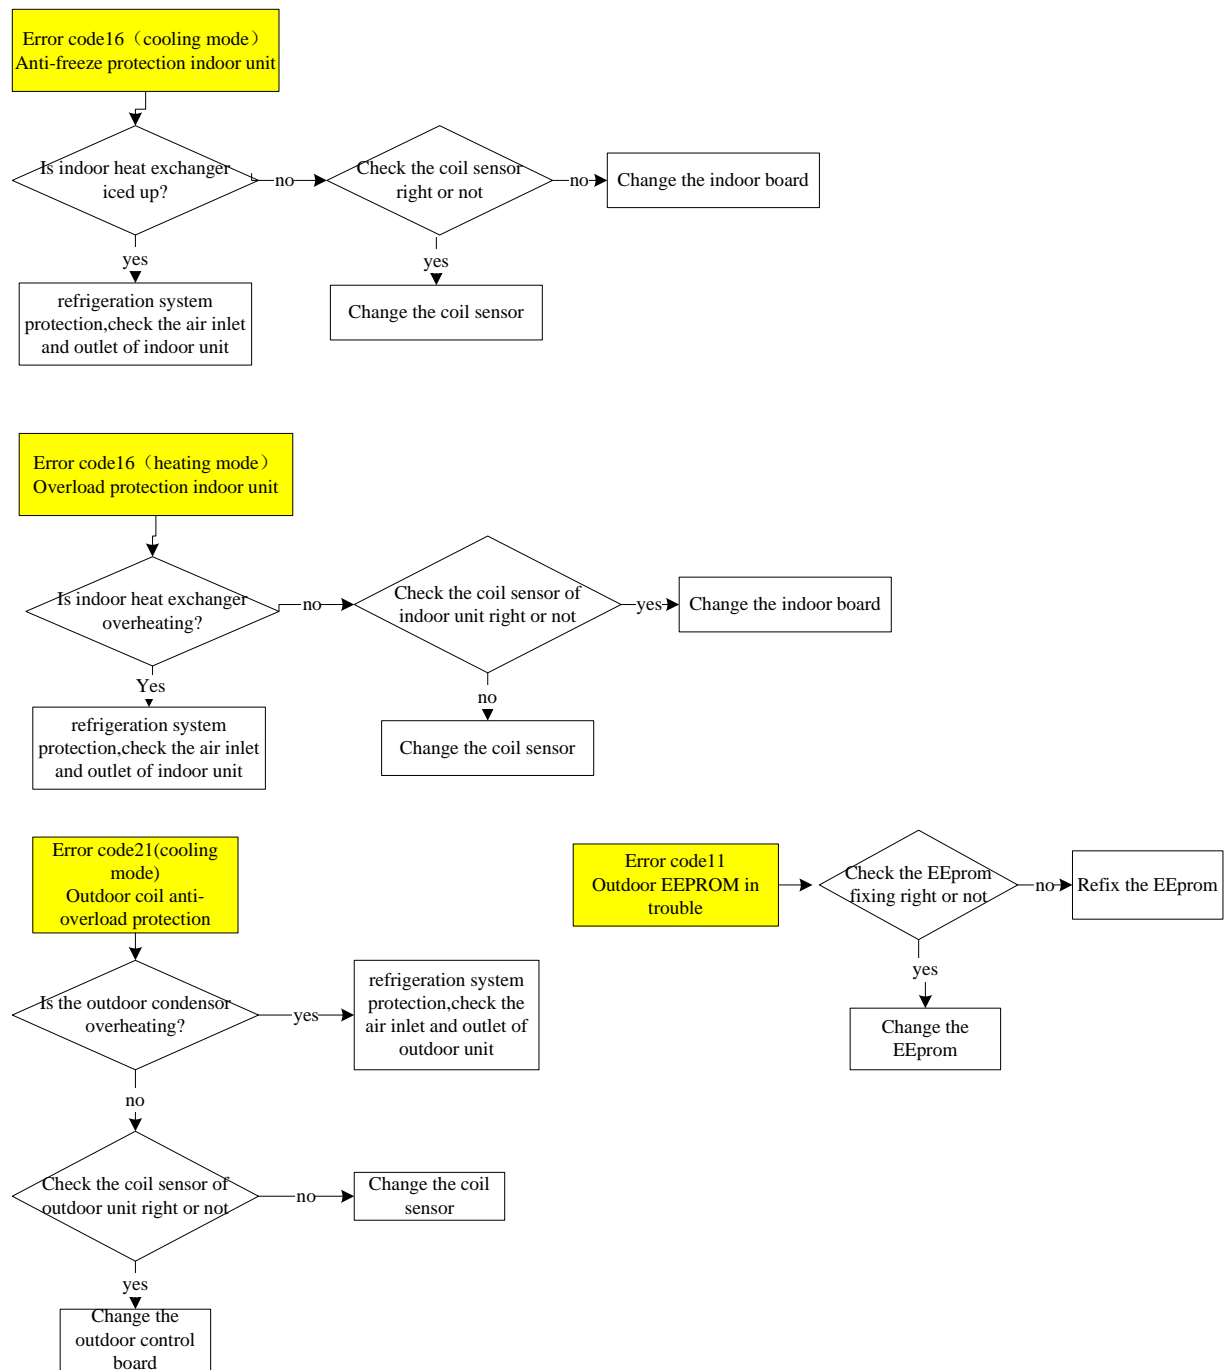 Error code16（cooling mode）
Anti-freeze protection indoor unit
Is indoor heat exchanger
iced up?
no
Check the coil sensor
right or not
no
Change the indoor board
yes
refrigeration system
protection,check the air inlet
and outlet of indoor unit
yes
Change the coil sensor
Error code16（heating mode）
Overload protection indoor unit
Is indoor heat exchanger
overheating?
no
Check the coil sensor of
indoor unit right or not
yes
Change the indoor board
Yes
refrigeration system
protection,check the air inlet
and outlet of indoor unit
no
Change the coil sensor
Error code21(cooling
mode)
Outdoor coil anti-
overload protection
Is the outdoor condensor
overheating?
yes
refrigeration system
protection,check the
air inlet and outlet of
outdoor unit
no
Check the coil sensor of
outdoor unit right or not
no
Change the coil
sensor
yes
Change the
outdoor control
board
Error code11
Outdoor EEPROM in
trouble
Check the EEprom
fixing right or not
no
Refix the EEprom
yes
Change the
EEprom